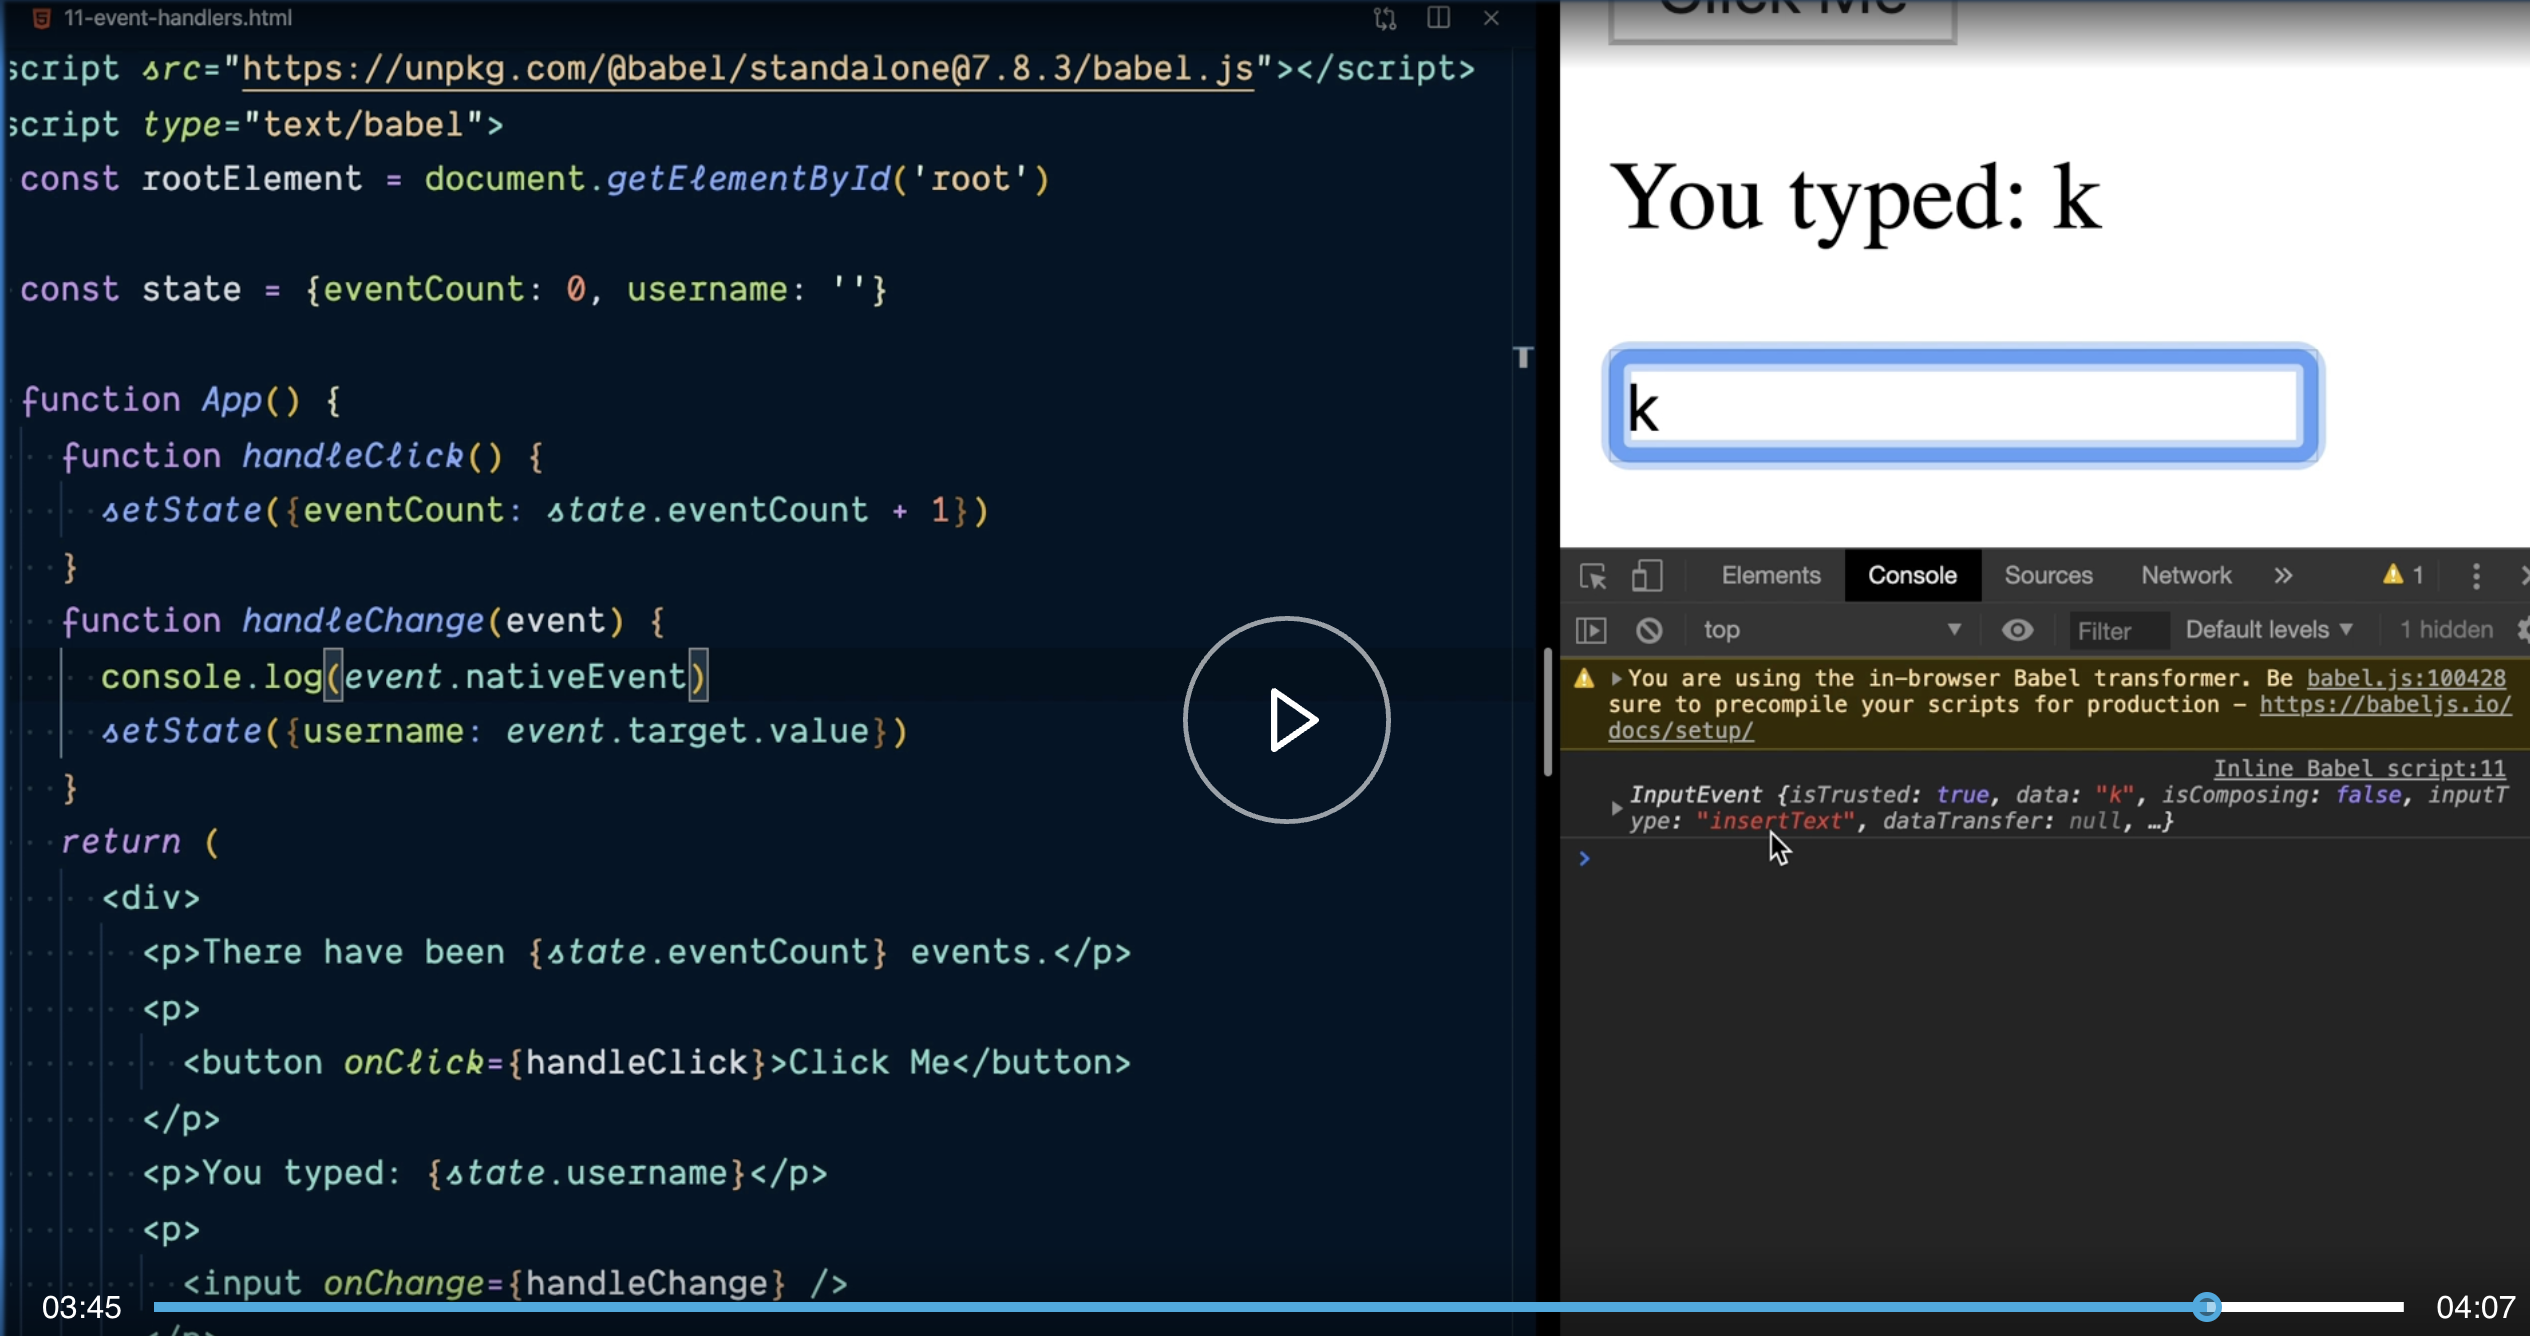 11-event-handlers.html
script src="https://unpkg.com/@babel/standalone@7.8.3/babel.js"></script>
script type="text/babel">
const rootElement = document.getElementById('root')
const state = {eventCount: 0, username: ''}
function App() {
function handleClick() {
setState({eventCount: state.eventCount + 1})
}
function handleChange(event) {
console.log(event.nativeEvent)
setState({username: event.target.value})
}
return (
<div>
<p>There have been {state.eventCount} events.</p>
<p>
<button onClick={handleClick}>Click Me</button>
</p>
<p>You typed: {state.username}</p>
<p>
<input onChange={handleChange} />
</p>
03:45
04:07
Click Me
You typed: k
k
Elements Console Sources Network » 1
top Filter Default levels 1 hidden
You are using the in-browser Babel transformer. Be babel.js:100428
sure to precompile your scripts for production – https://babeljs.io/
docs/setup/
Inline Babel script:11
InputEvent {isTrusted: true, data: "k", isComposing: false, inputT
ype: "insertText", dataTransfer: null, …}
>